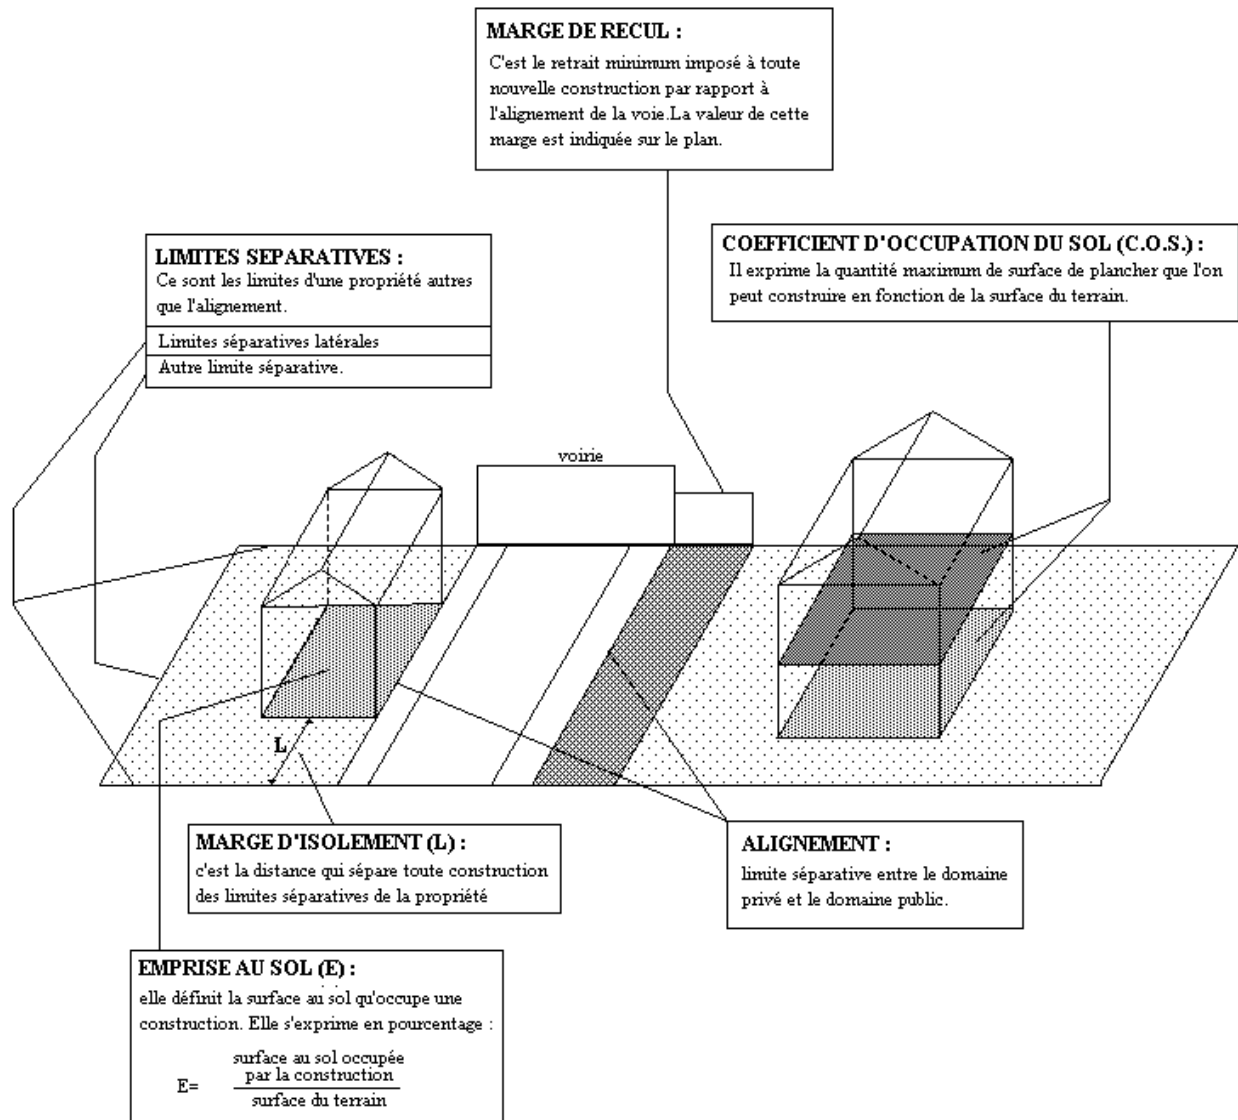 MARGE DE RECUL :
C'est le retrait minimum imposé à toute
nouvelle construction par rapport à
l'alignement de la voie.La valeur de cette
marge est indiquée sur le plan.
LIMITES SEPARATIVES :
Ce sont les limites d'une propriété autres
que l'alignement.
Limites séparatives latérales
Autre limite séparative.
COEFFICIENT D'OCCUPATION DU SOL (C.O.S.) :
Il exprime la quantité maximum de surface de plancher que l'on
peut construire en fonction de la surface du terrain.
voirie
L
MARGE D'ISOLEMENT (L) :
c'est la distance qui sépare toute construction
des limites séparatives de la propriété
ALIGNEMENT :
limite séparative entre le domaine
privé et le domaine public.
EMPRISE AU SOL (E) :
elle définit la surface au sol qu'occupe une
construction. Elle s'exprime en pourcentage :
surface au sol occupée
par la construction
E=
surface du terrain